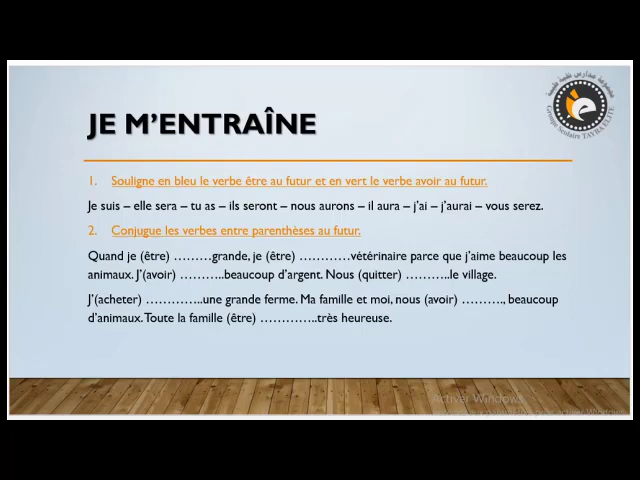 JE M'ENTRAÎNE
1. Souligne en bleu le verbe être au futur et en vert le verbe avoir au futur.
Je suis – elle sera – tu as – ils seront – nous aurons – il aura – j'ai – j'aurai – vous serez.
2. Conjugue les verbes entre parenthèses au futur.
Quand je (être) ………grande, je (être) …………vétérinaire parce que j'aime beaucoup les
animaux. J'(avoir) ………..beaucoup d'argent. Nous (quitter) ………..le village.
J'(acheter) …………..une grande ferme. Ma famille et moi, nous (avoir) ………., beaucoup
d'animaux. Toute la famille (être) …………..très heureuse.
Groupe Scolaire TAYBA ELITE
Activer Windows